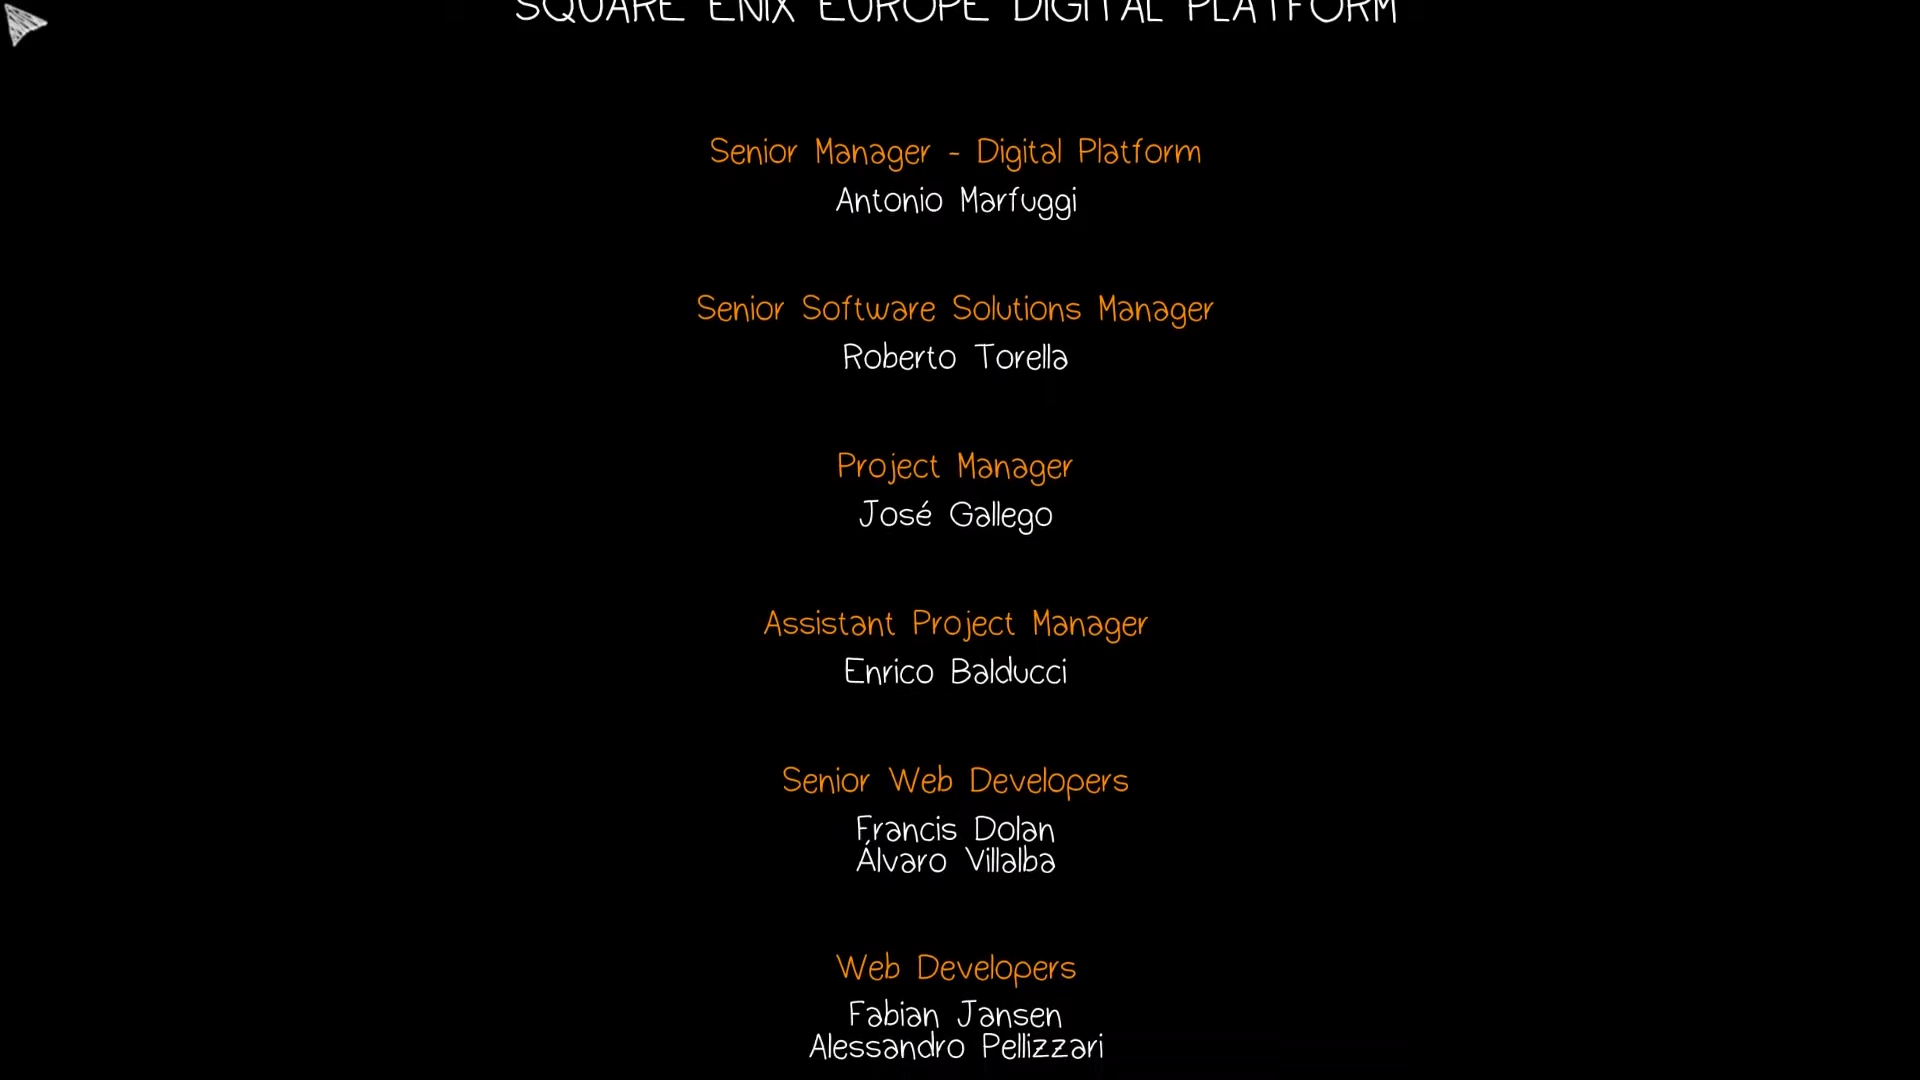 SQUARE ENIX EUROPE DIGITAL PLATFORM
Senior Manager - Digital Platform
Antonio Marfuggi
Senior Software Solutions Manager
Roberto Torella
Project Manager
José Gallego
Assistant Project Manager
Enrico Balducci
Senior Web Developers
Francis Dolan
Álvaro Villalba
Web Developers
Fabian Jansen
Alessandro Pellizzari